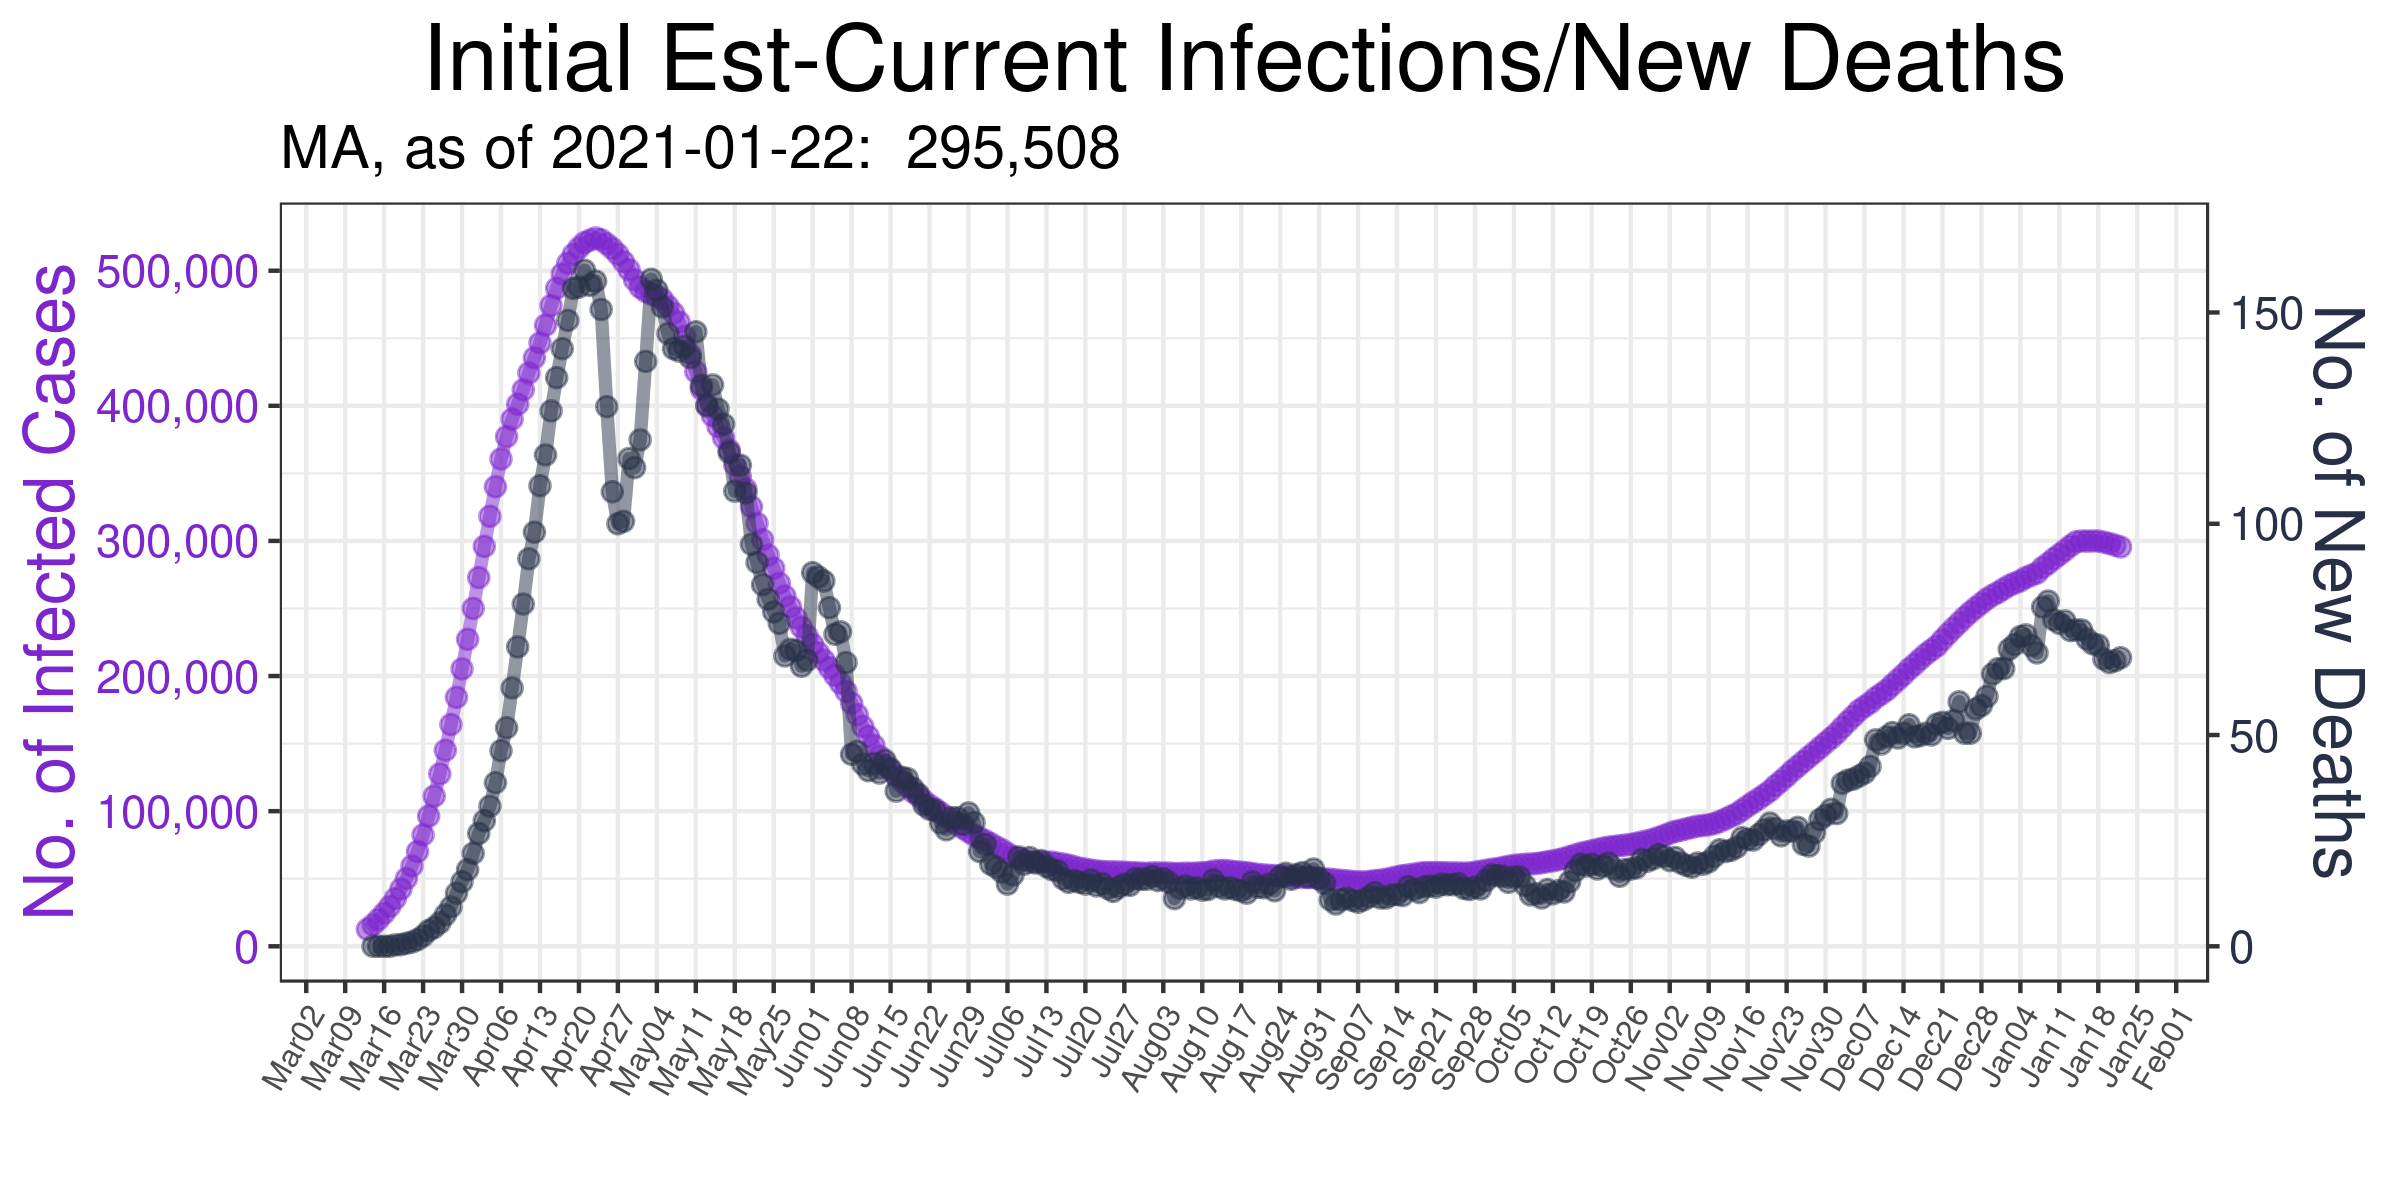 Initial Est-Current Infections/New Deaths
MA, as of 2021-01-22:  295,508
No. of Infected Cases
500,000
400,000
300,000
200,000
100,000
0
No. of New Deaths
150
100
50
0
Mar02 Mar09 Mar16 Mar23 Mar30 Apr06 Apr13 Apr20 Apr27 May04 May11 May18 May25 Jun01 Jun08 Jun15 Jun22 Jun29 Jul06 Jul13 Jul20 Jul27 Aug03 Aug10 Aug17 Aug24 Aug31 Sep07 Sep14 Sep21 Sep28 Oct05 Oct12 Oct19 Oct26 Nov02 Nov09 Nov16 Nov23 Nov30 Dec07 Dec14 Dec21 Dec28 Jan04 Jan11 Jan18 Jan25 Feb01